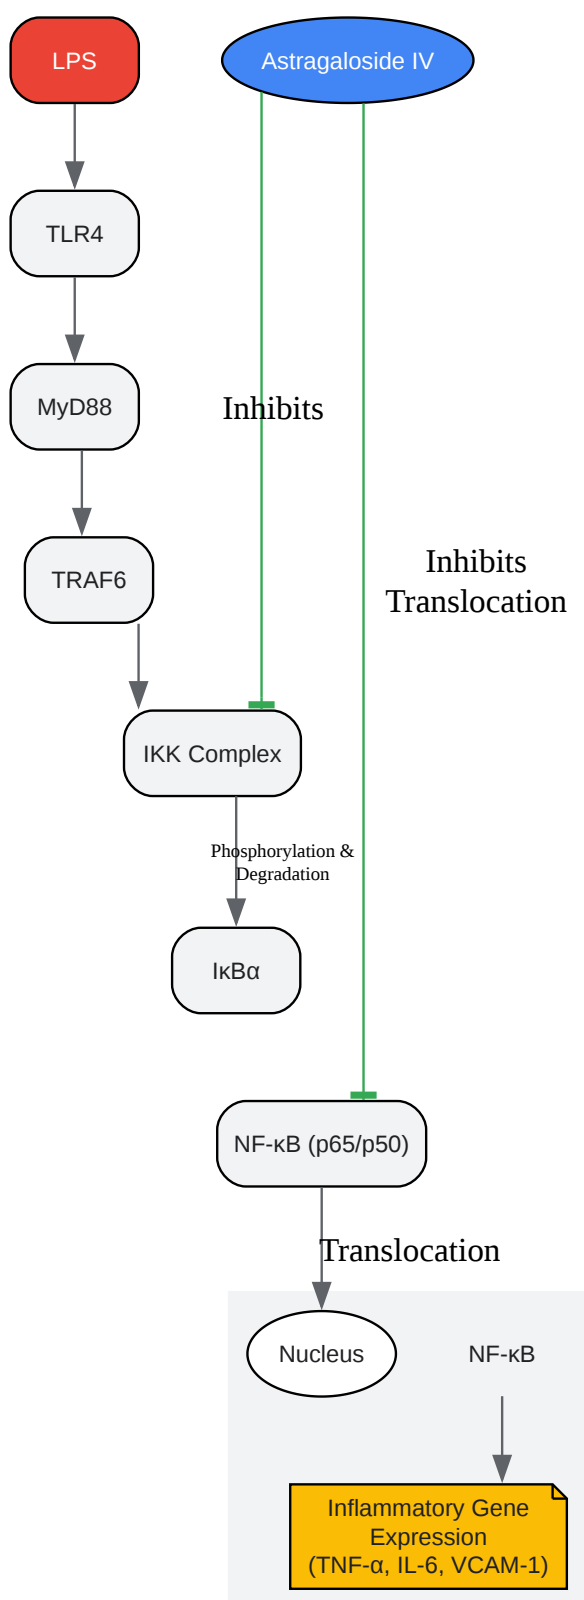 LPS
Astragaloside IV
TLR4
MyD88
Inhibits
TRAF6
Inhibits
Translocation
IKK Complex
Phosphorylation &
Degradation
IκBα
NF-κB (p65/p50)
Translocation
Nucleus
NF-κB
Inflammatory Gene
Expression
(TNF-α, IL-6, VCAM-1)